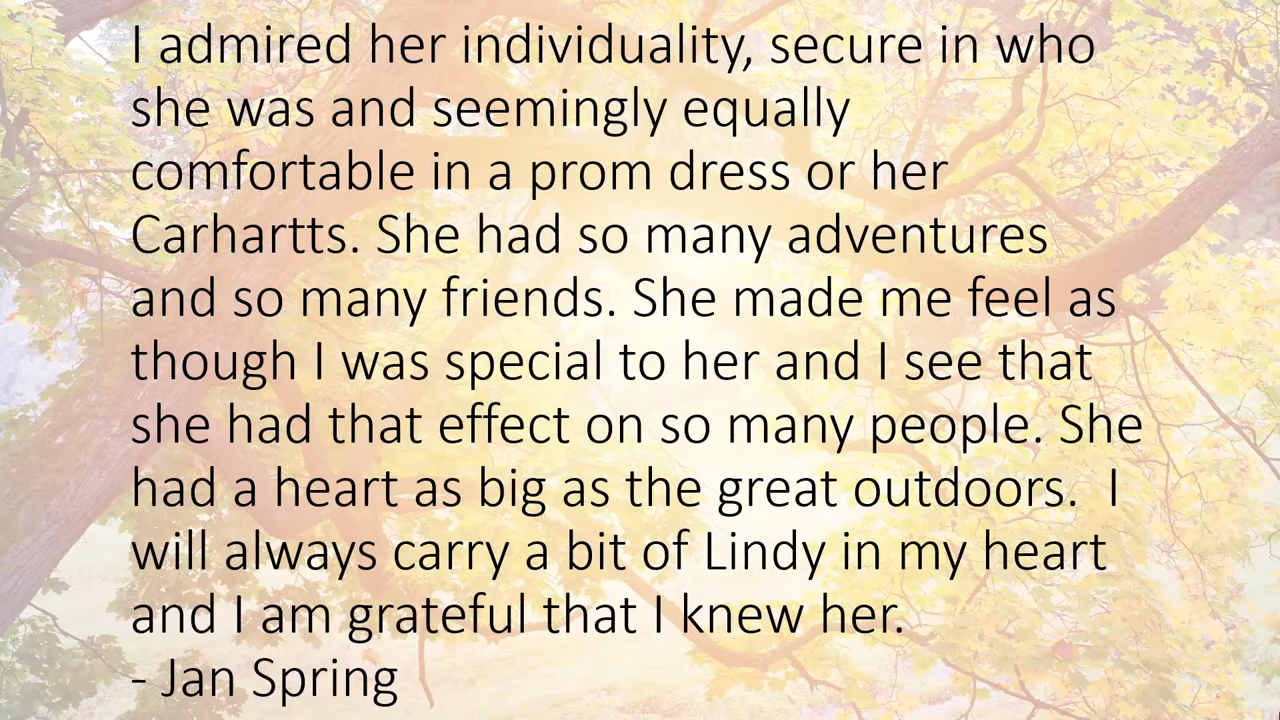 I admired her individuality, secure in who
she was and seemingly equally
comfortable in a prom dress or her
Carhartts. She had so many adventures
and so many friends. She made me feel as
though I was special to her and I see that
she had that effect on so many people. She
had a heart as big as the great outdoors.  I
will always carry a bit of Lindy in my heart
and I am grateful that I knew her.
- Jan Spring